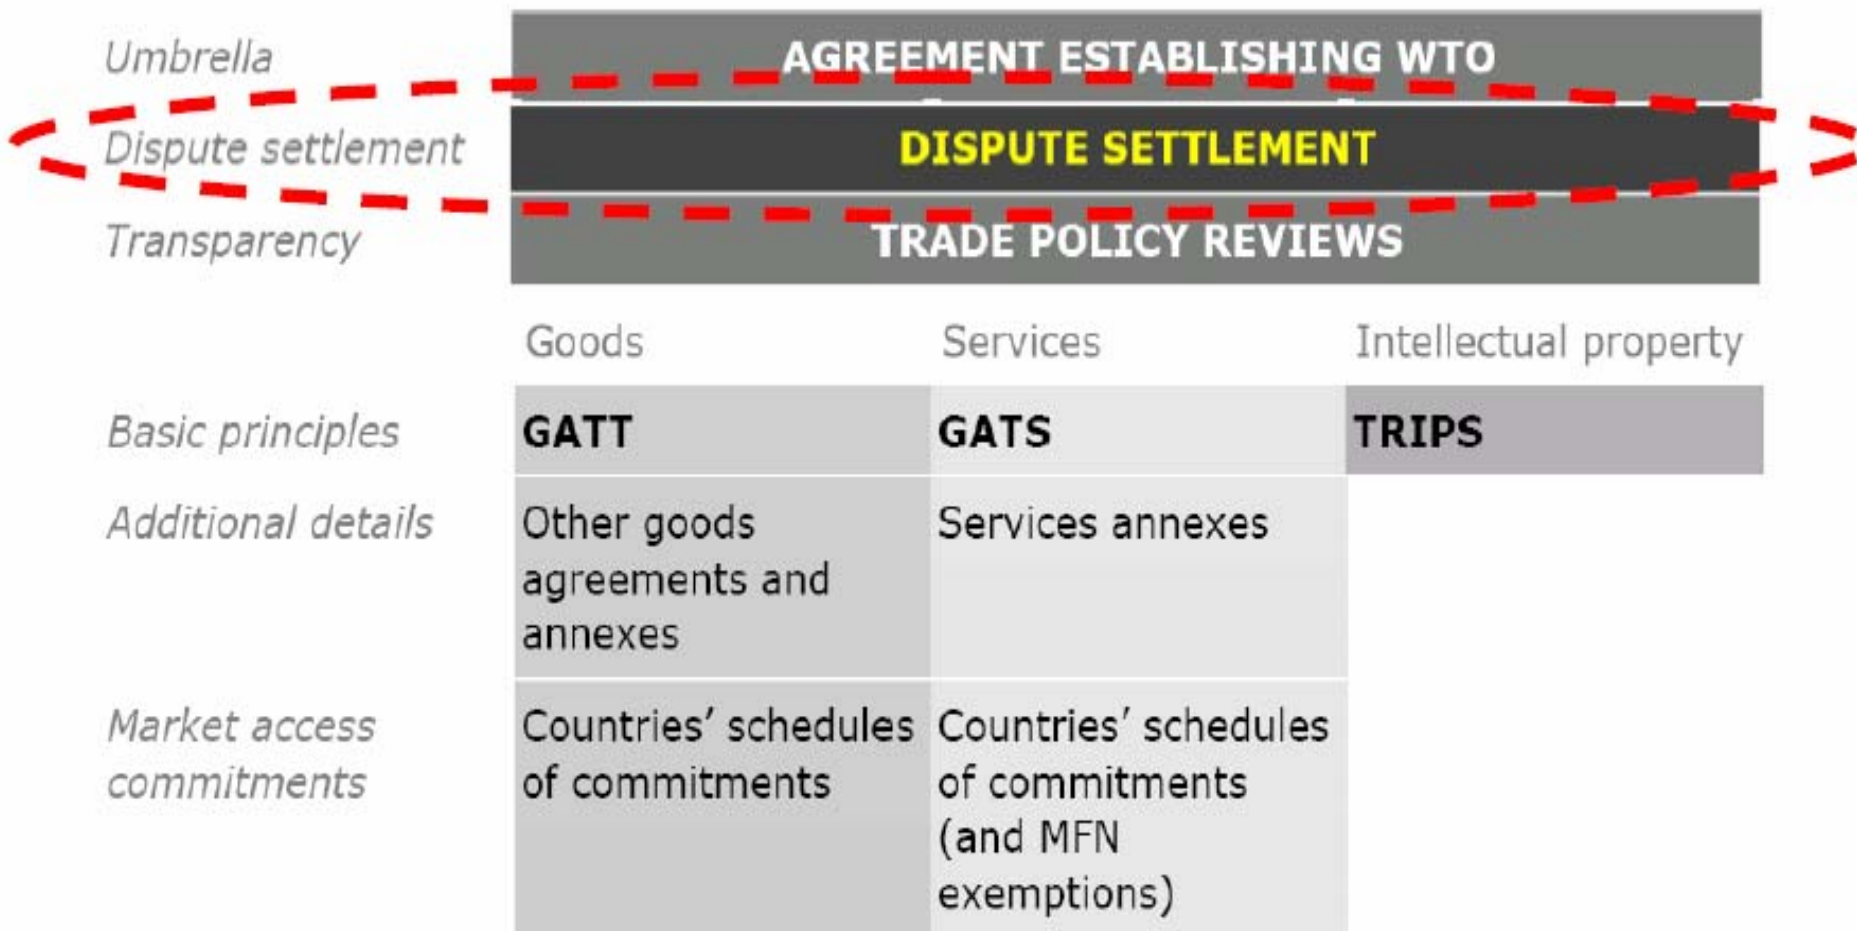 Umbrella AGREEMENT ESTABLISHING WTO
Dispute settlement DISPUTE SETTLEMENT
Transparency TRADE POLICY REVIEWS
Goods Services Intellectual property
Basic principles GATT GATS TRIPS
Additional details Other goods Services annexes
agreements and
annexes
Market access Countries’ schedules Countries’ schedules
commitments of commitments of commitments
(and MFN
exemptions)